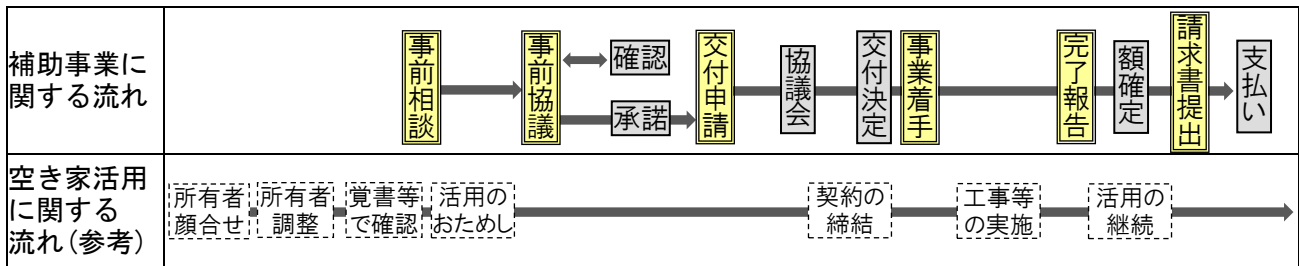 補助事業に
関する流れ
事前相談
事前協議
確認
承諾
交付申請
協議会
交付決定
事業着手
完了報告
額確定
請求書提出
支払い
空き家活用
に関する
流れ（参考）
所有者
顔合せ
所有者
調整
覚書等
で確認
活用の
おためし
契約の
締結
工事等
の実施
活用の
継続